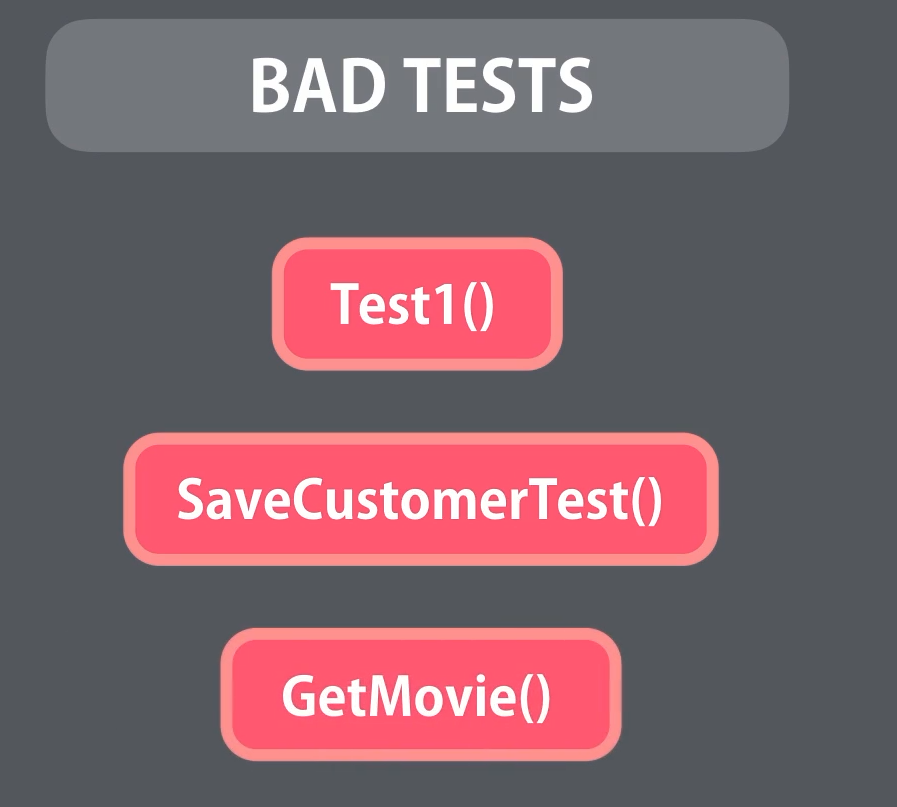 BAD TESTS
Test1()
SaveCustomerTest()
GetMovie()